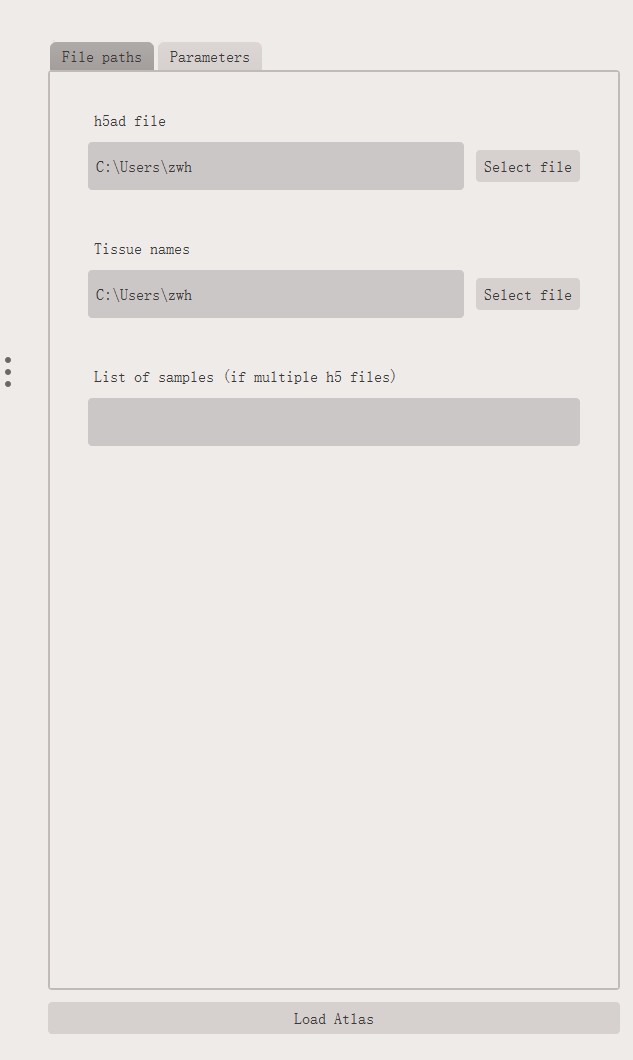 File paths Parameters
h5ad file
C:\Users\zwh Select file
Tissue names
C:\Users\zwh Select file
List of samples (if multiple h5 files)
Load Atlas